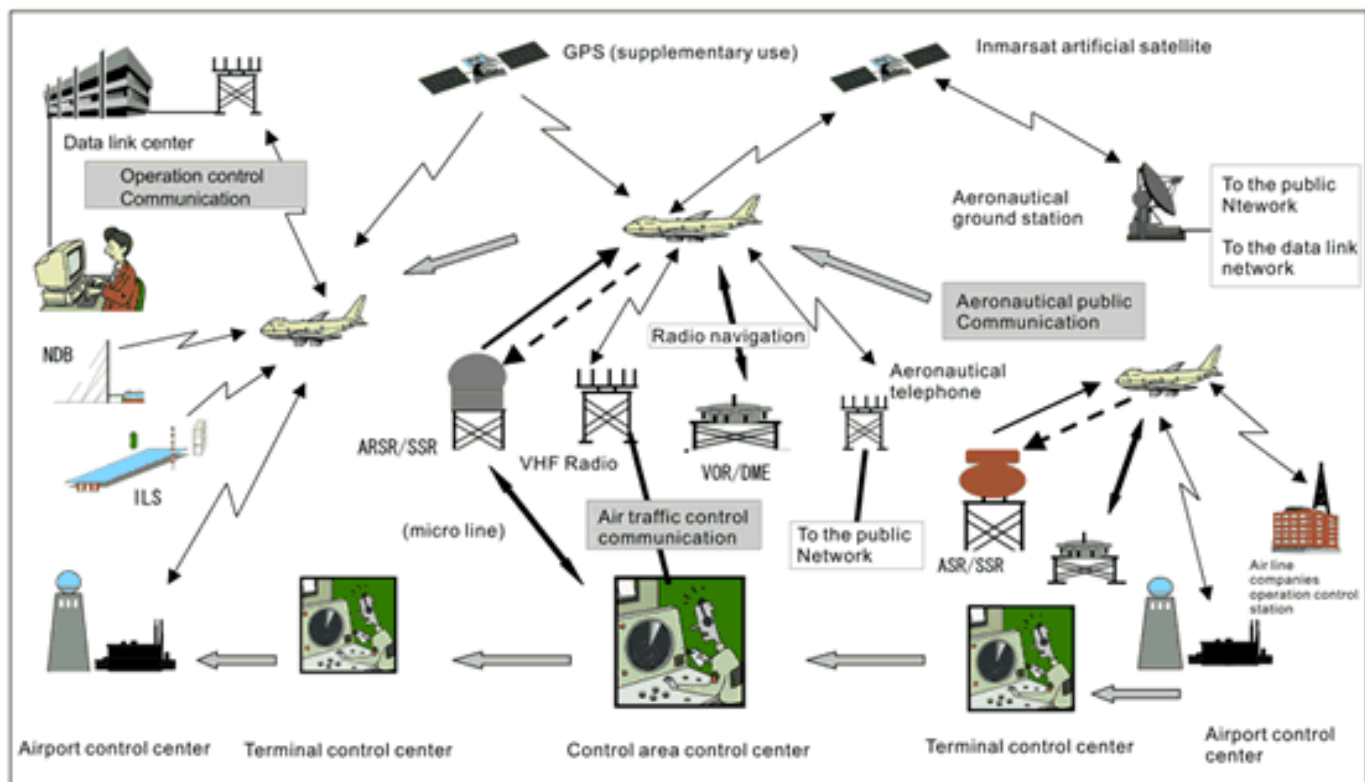 GPS (supplementary use)
Inmarsat artificial satellite
Data link center
Operation control
Communication
Aeronautical
ground station
To the public
Ntework
To the data link
network
Aeronautical public
Communication
Radio navigation
NDB
Aeronautical
telephone
ARSR/SSR
VHF Radio
VOR/DME
ILS
(micro line)
Air traffic control
communication
To the public
Network
ASR/SSR
Air line
companies
operation control
station
Airport control center
Terminal control center
Control area control center
Terminal control center
Airport control
center